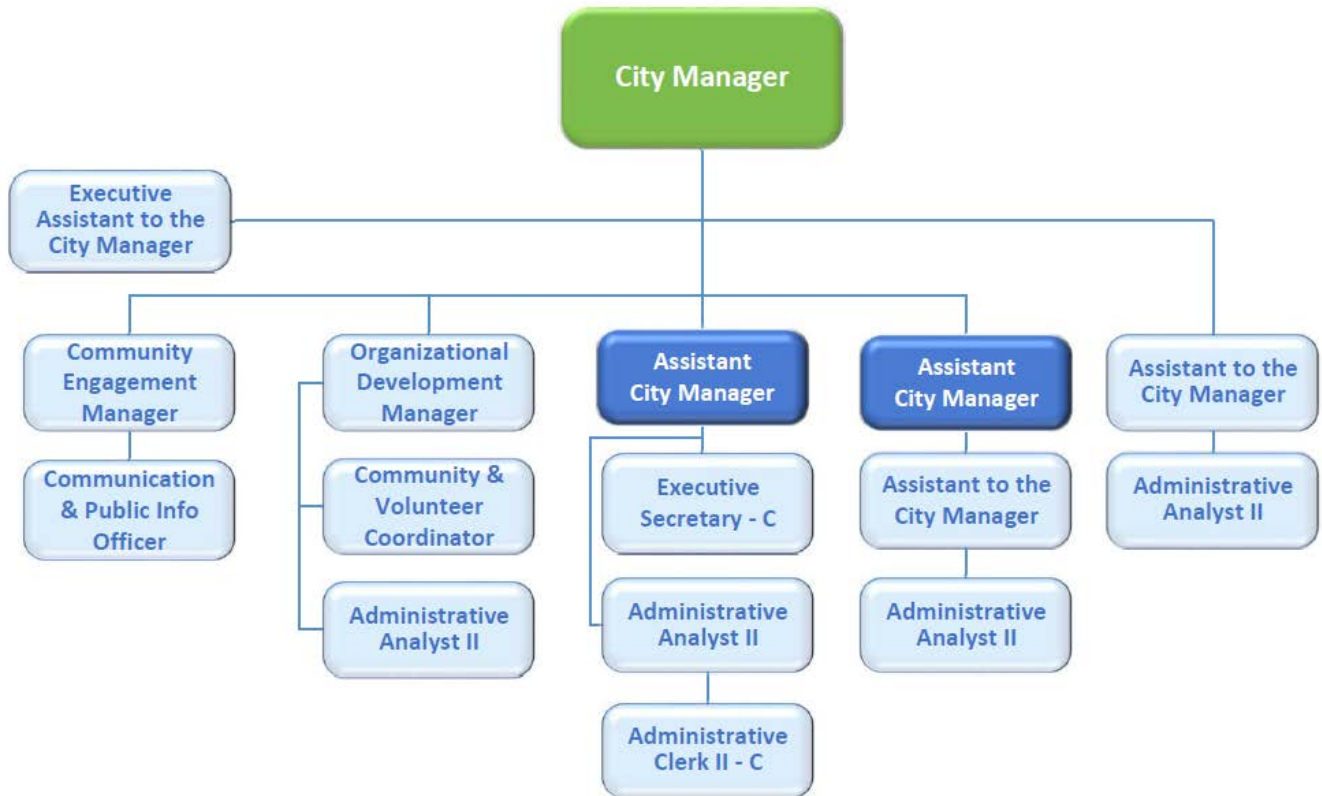 City Manager
Executive
Assistant to the
City Manager
Community
Engagement
Manager
Organizational
Development
Manager
Assistant
City Manager
Assistant
City Manager
Assistant to the
City Manager
Communication
& Public Info
Officer
Community &
Volunteer
Coordinator
Executive
Secretary - C
Assistant to the
City Manager
Administrative
Analyst II
Administrative
Analyst II
Administrative
Analyst II
Administrative
Analyst II
Administrative
Clerk II - C